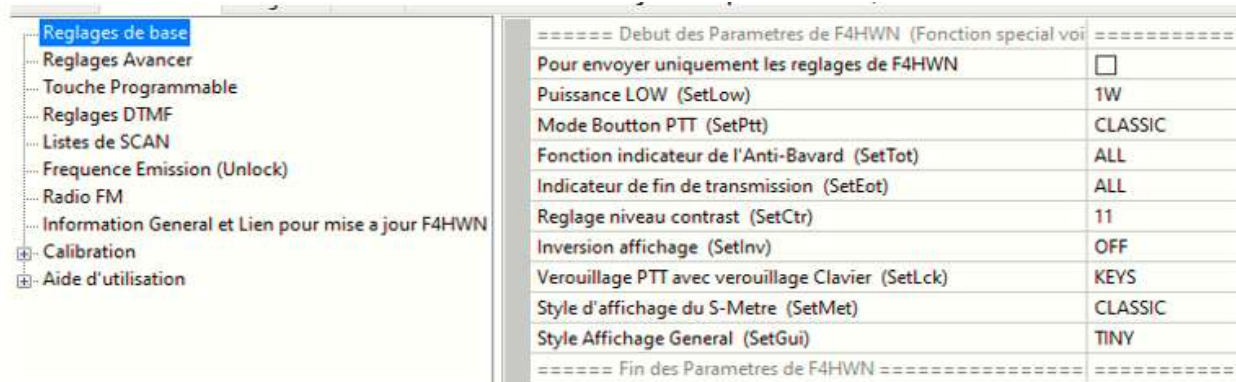 Reglages de base
Reglages Avancer
Touche Programmable
Reglages DTMF
Listes de SCAN
Frequence Emission (Unlock)
Radio FM
Information General et Lien pour mise a jour F4HWN
Calibration
Aide d'utilisation
====== Debut des Parametres de F4HWN (Fonction special voi ===========
Pour envoyer uniquement les reglages de F4HWN
Puissance LOW (SetLow) 1W
Mode Boutton PTT (SetPtt) CLASSIC
Fonction indicateur de l'Anti-Bavard (SetTot) ALL
Indicateur de fin de transmission (SetEot) ALL
Reglage niveau contrast (SetCtr) 11
Inversion affichage (SetInv) OFF
Verouillage PTT avec verouillage Clavier (SetLck) KEYS
Style d'affichage du S-Metre (SetMet) CLASSIC
Style Affichage General (SetGui) TINY
====== Fin des Parametres de F4HWN ================ ===========